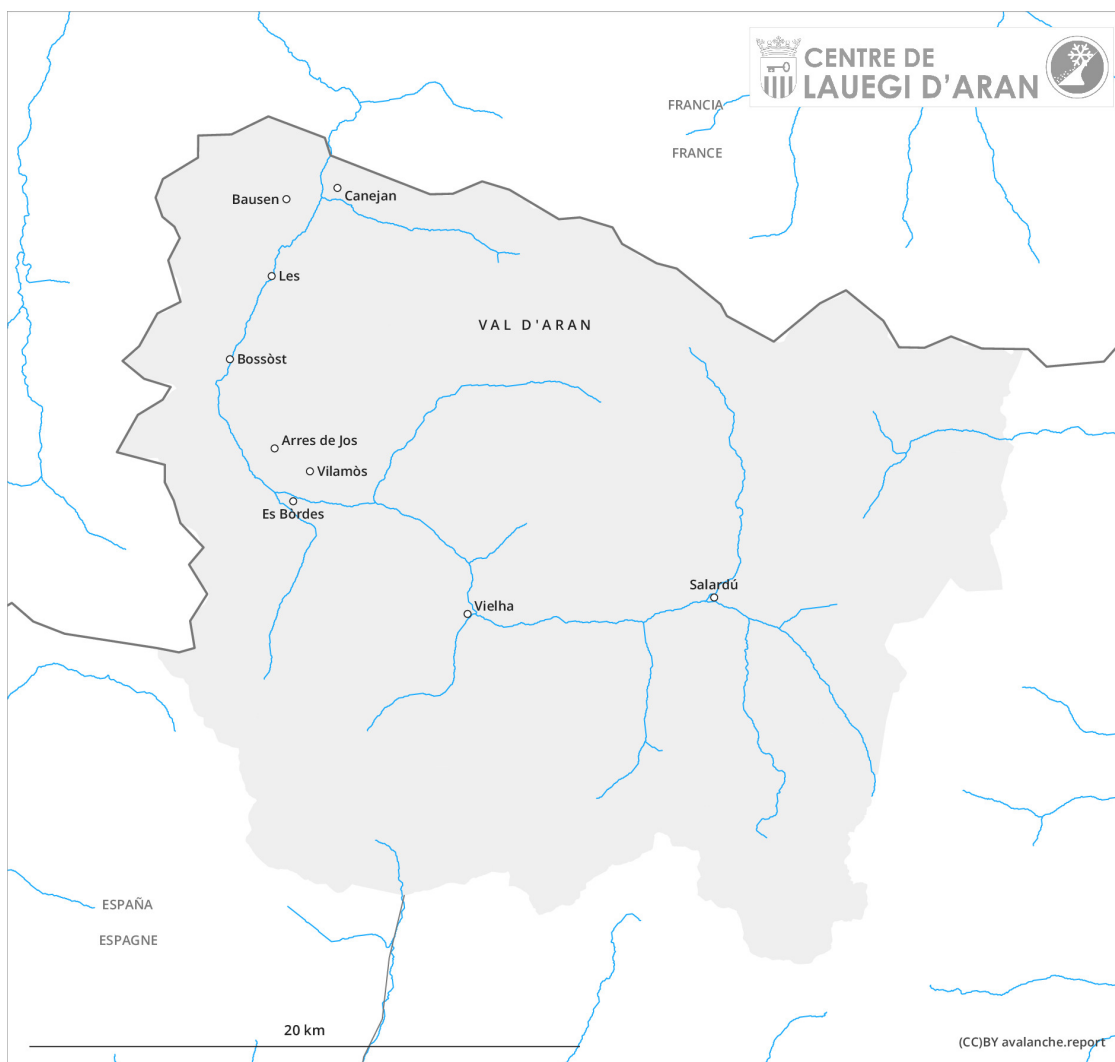 CENTRE DE
LAUEGI D'ARAN
FRANCIA
FRANCE
Canejan
Bausen
Les
VAL D'ARAN
Bossòst
Arres de Jos
Vilamòs
Es Bòrdes
Salardú
Vielha
ESPAÑA
ESPAGNE
20 km
(CC)BY avalanche.report